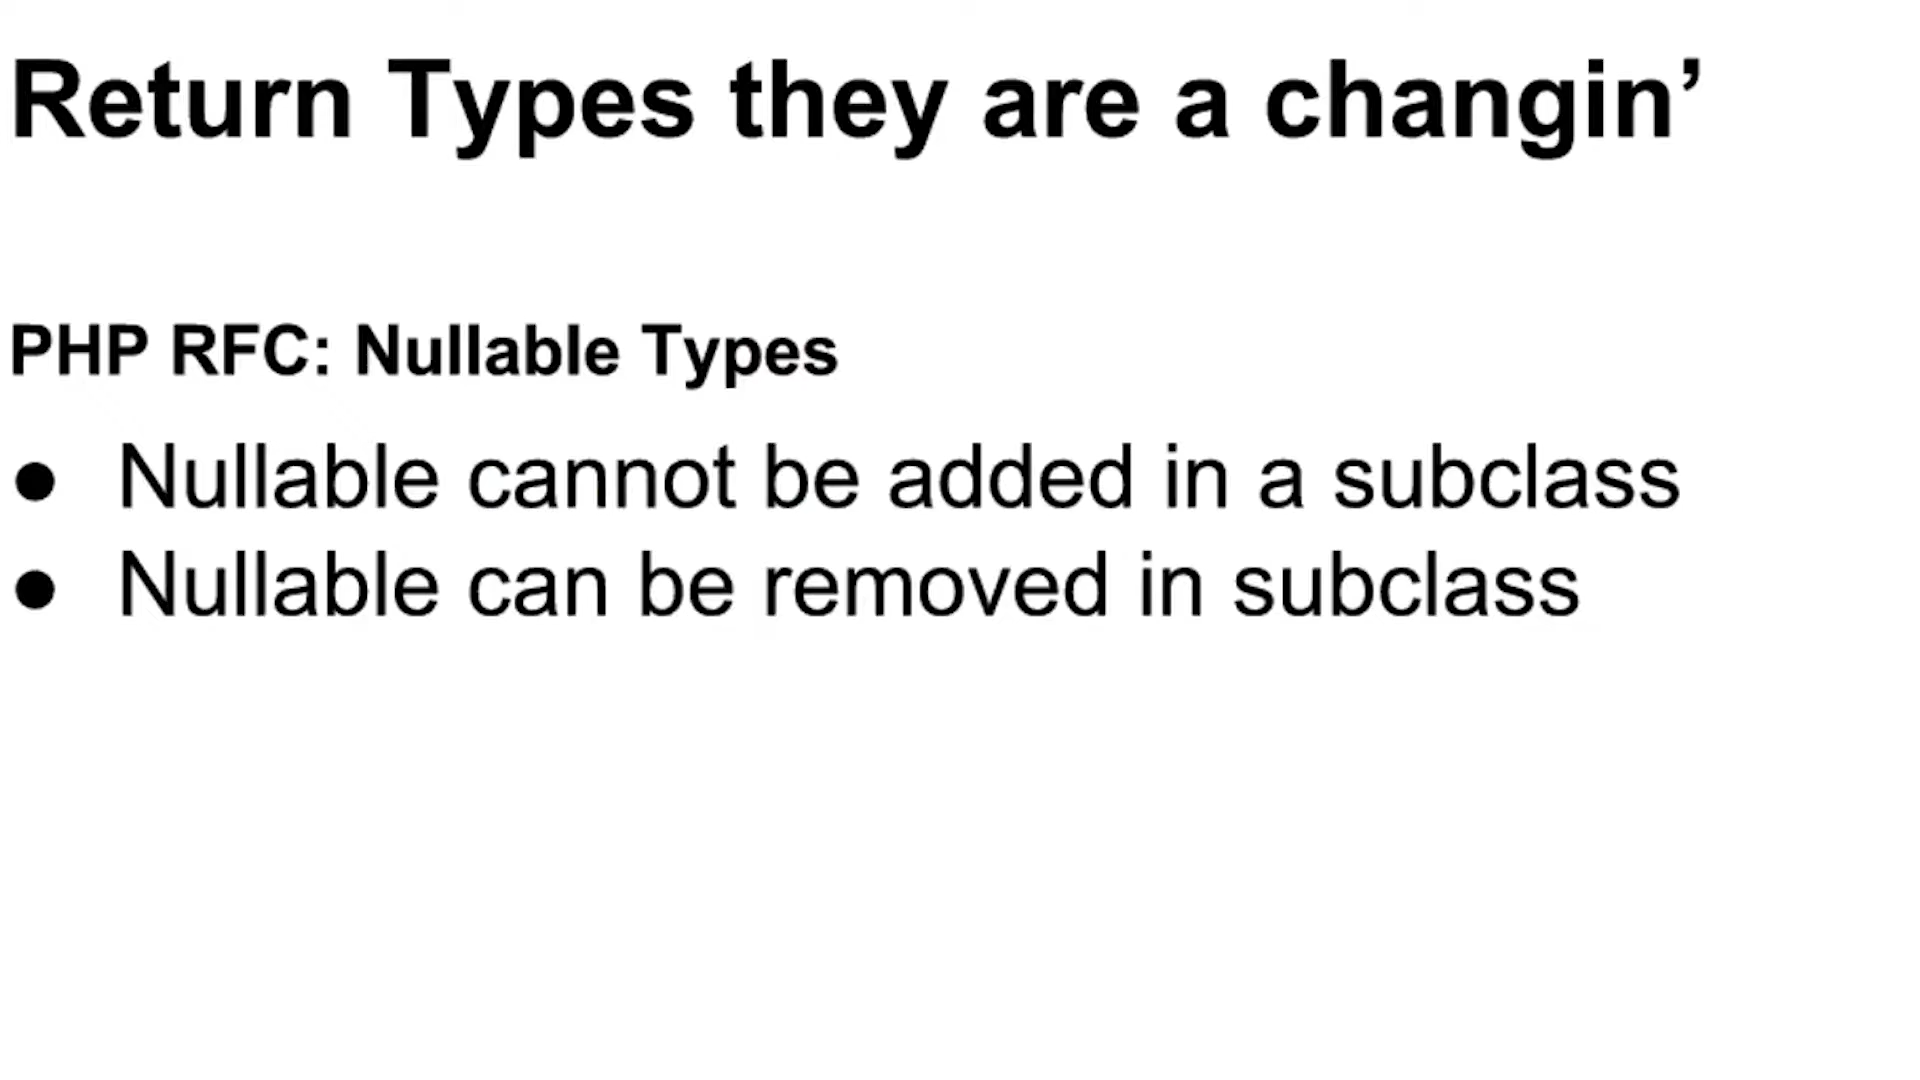 Return Types they are a changin’
PHP RFC: Nullable Types
● Nullable cannot be added in a subclass
● Nullable can be removed in subclass